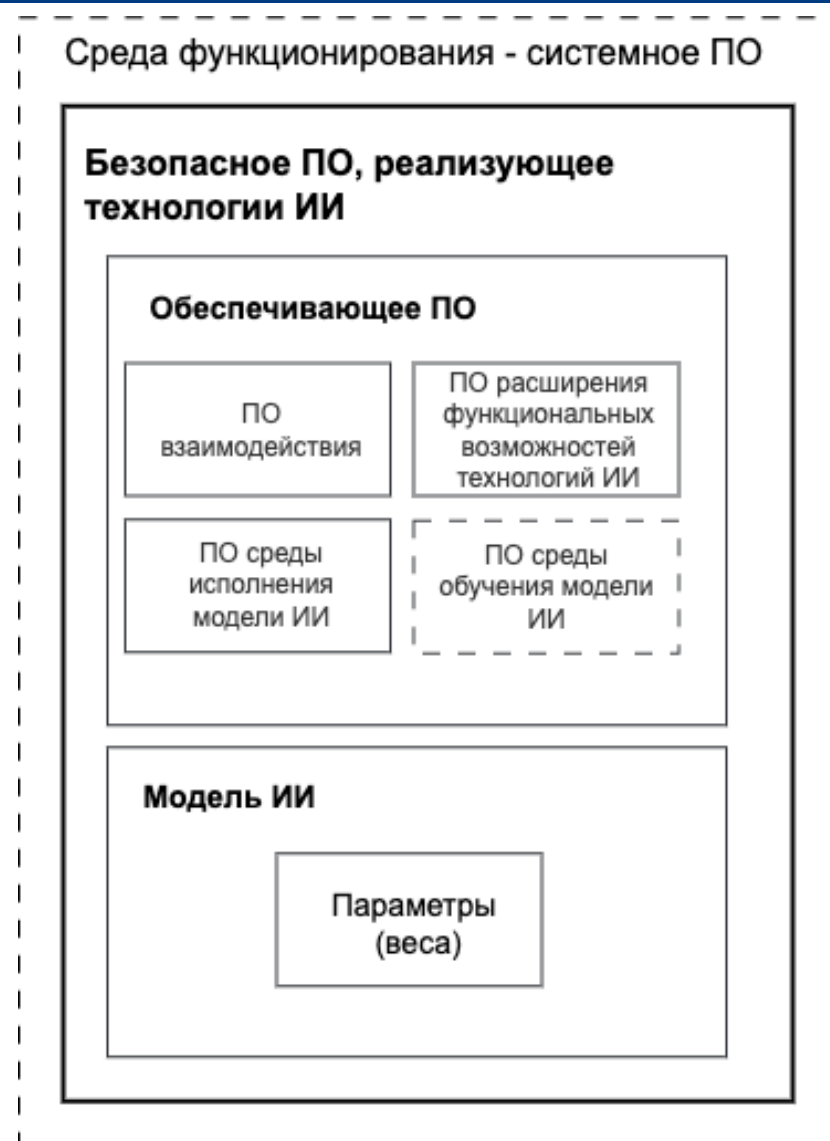 Среда функционирования - системное ПО
Безопасное ПО, реализующее
технологии ИИ
Обеспечивающее ПО
ПО
взаимодействия
ПО расширения
функциональных
возможностей
технологий ИИ
ПО среды
исполнения
модели ИИ
ПО среды
обучения модели
ИИ
Модель ИИ
Параметры
(веса)